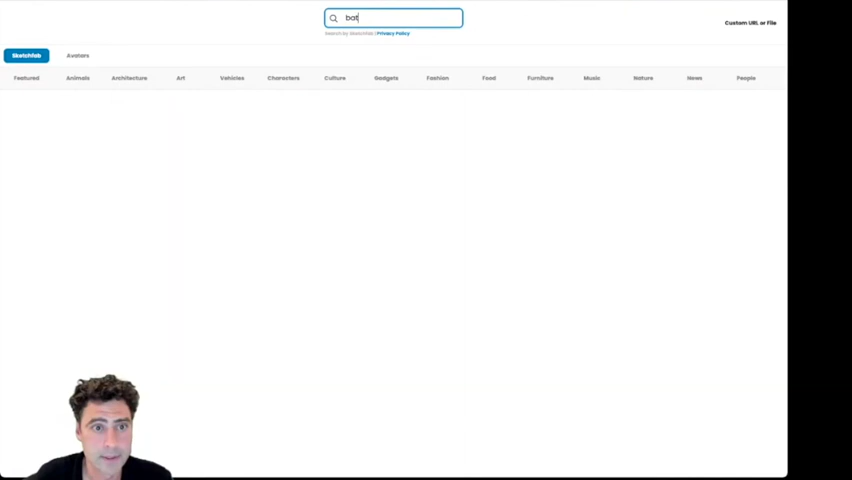 bat
Custom URL or File
Search by Sketchfab | Privacy Policy
Sketchfab
Avatars
Featured
Animals
Architecture
Art
Vehicles
Characters
Culture
Gadgets
Fashion
Food
Furniture
Music
Nature
News
People